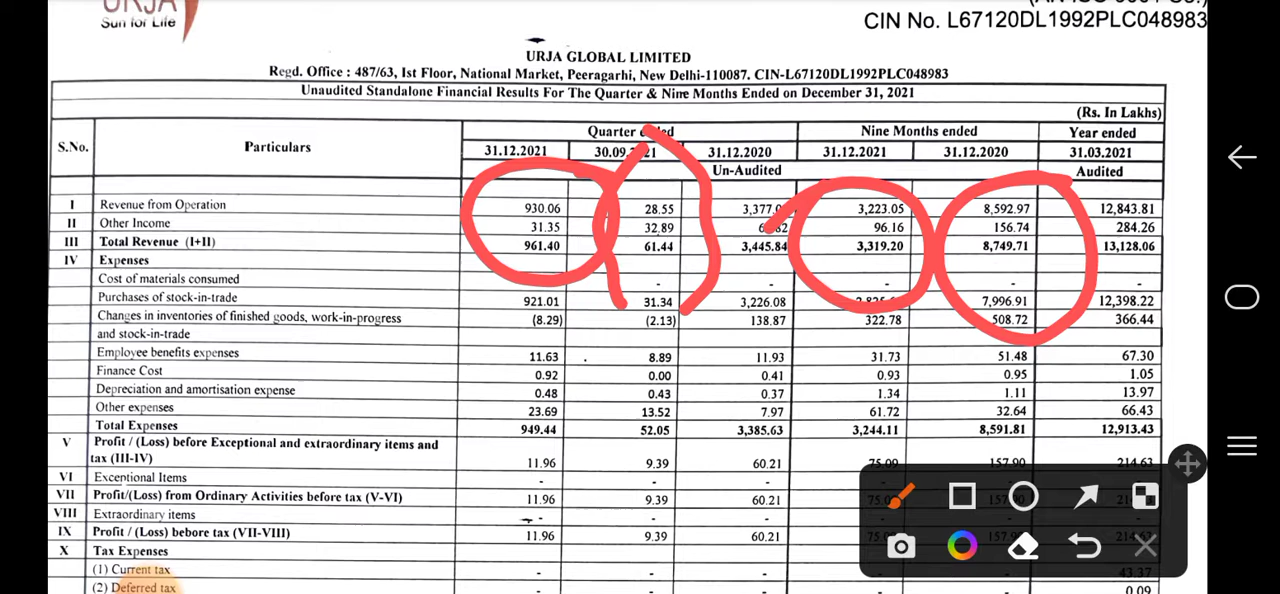 URJA
Sun for Life
CIN No. L67120DL1992PLC048983
URJA GLOBAL LIMITED
Regd. Office : 487/63, Ist Floor, National Market, Peeragarhi, New Delhi-110087. CIN-L67120DL1992PLC048983
Unaudited Standalone Financial Results For The Quarter & Nine Months Ended on December 31, 2021
(Rs. In Lakhs)
S.No. Particulars Quarter Nine Months ended Year ended
31.12.2021 30.09. 21 31.12.2020 31.12.2021 31.12.2020 31.03.2021
Un-Audited Audited
I Revenue from Operation 930.06 28.55 3,223.05 8,592.97 12,843.81
II Other Income 31.35 32.89 96.16 156.74 284.26
III Total Revenue (I+II) 961.40 61.44 3,445.84 3,319.20 8,749.71 13,128.06
IV Expenses
Cost of materials consumed - - - - -
Purchases of stock-in-trade 921.01 31.34 3,226.08 7,996.91 12,398.22
Changes in inventories of finished goods, work-in-progress (8.29) (2.13) 138.87 322.78 508.72 366.44
and stock-in-trade
Employee benefits expenses 11.63 8.89 11.93 31.73 51.48 67.30
Finance Cost 0.92 0.00 0.41 0.93 0.95 1.05
Depreciation and amortisation expense 0.48 0.43 0.37 1.34 1.11 13.97
Other expenses 23.69 13.52 7.97 61.72 32.64 66.43
Total Expenses 949.44 52.05 3,385.63 3,244.11 8,591.81 12,913.43
V Profit / (Loss) before Exceptional and extraordinary items and
tax (III-IV) 11.96 9.39 60.21 75.09 157.90 214.63
VI Exceptional Items - - -
VII Profit/(Loss) from Ordinary Activities before tax (V-VI) 11.96 9.39 60.21
VIII Extraordinary items - - -
IX Profit / (Loss) bebore tax (VII-VIII) 11.96 9.39 60.21
X Tax Expenses
(1) Current tax - - - 43.37
(2) Deferred tax - - - 0.09